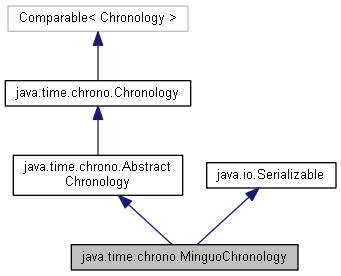 Comparable< Chronology >
java.time.chrono.Chronology
java.time.chrono.Abstract
Chronology
java.io.Serializable
java.time.chrono.MinguoChronology